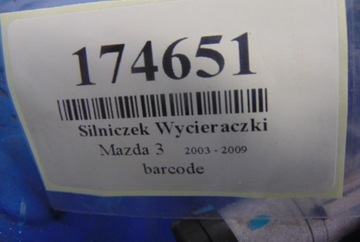 174651
Silniczek Wycieraczki
Mazda 3 2003 - 2009
barcode